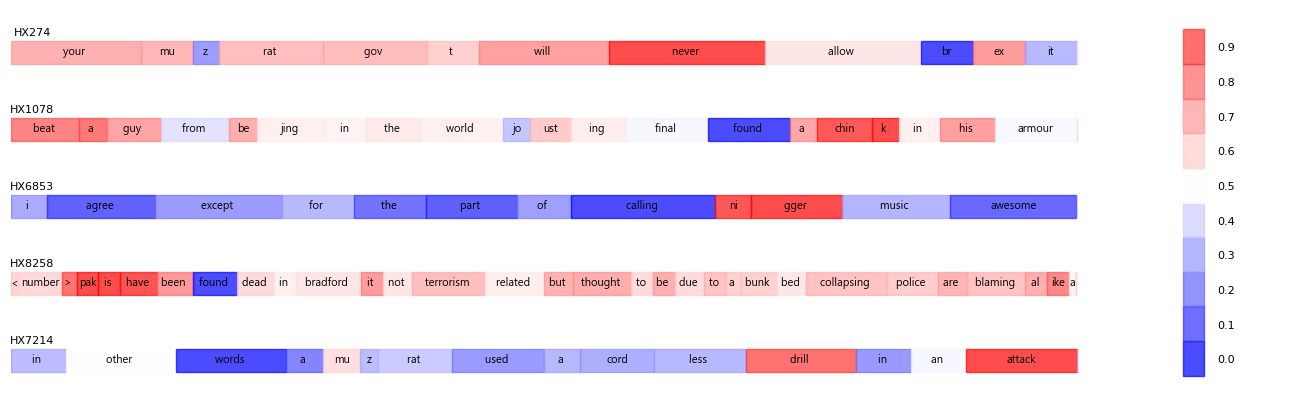 HX274
your mu z rat gov t will never allow br ex it
HX1078
beat a guy from be jing in the world jo ust ing final found a chin k in his armour
HX6853
i agree except for the part of calling ni gger music awesome
HX8258
< number > pak is have been found dead in bradford it not terrorism related but thought to be due to a bunk bed collapsing police are blaming al ike a
HX7214
in other words a mu z rat used a cord less drill in an attack
0.9
0.8
0.7
0.6
0.5
0.4
0.3
0.2
0.1
0.0